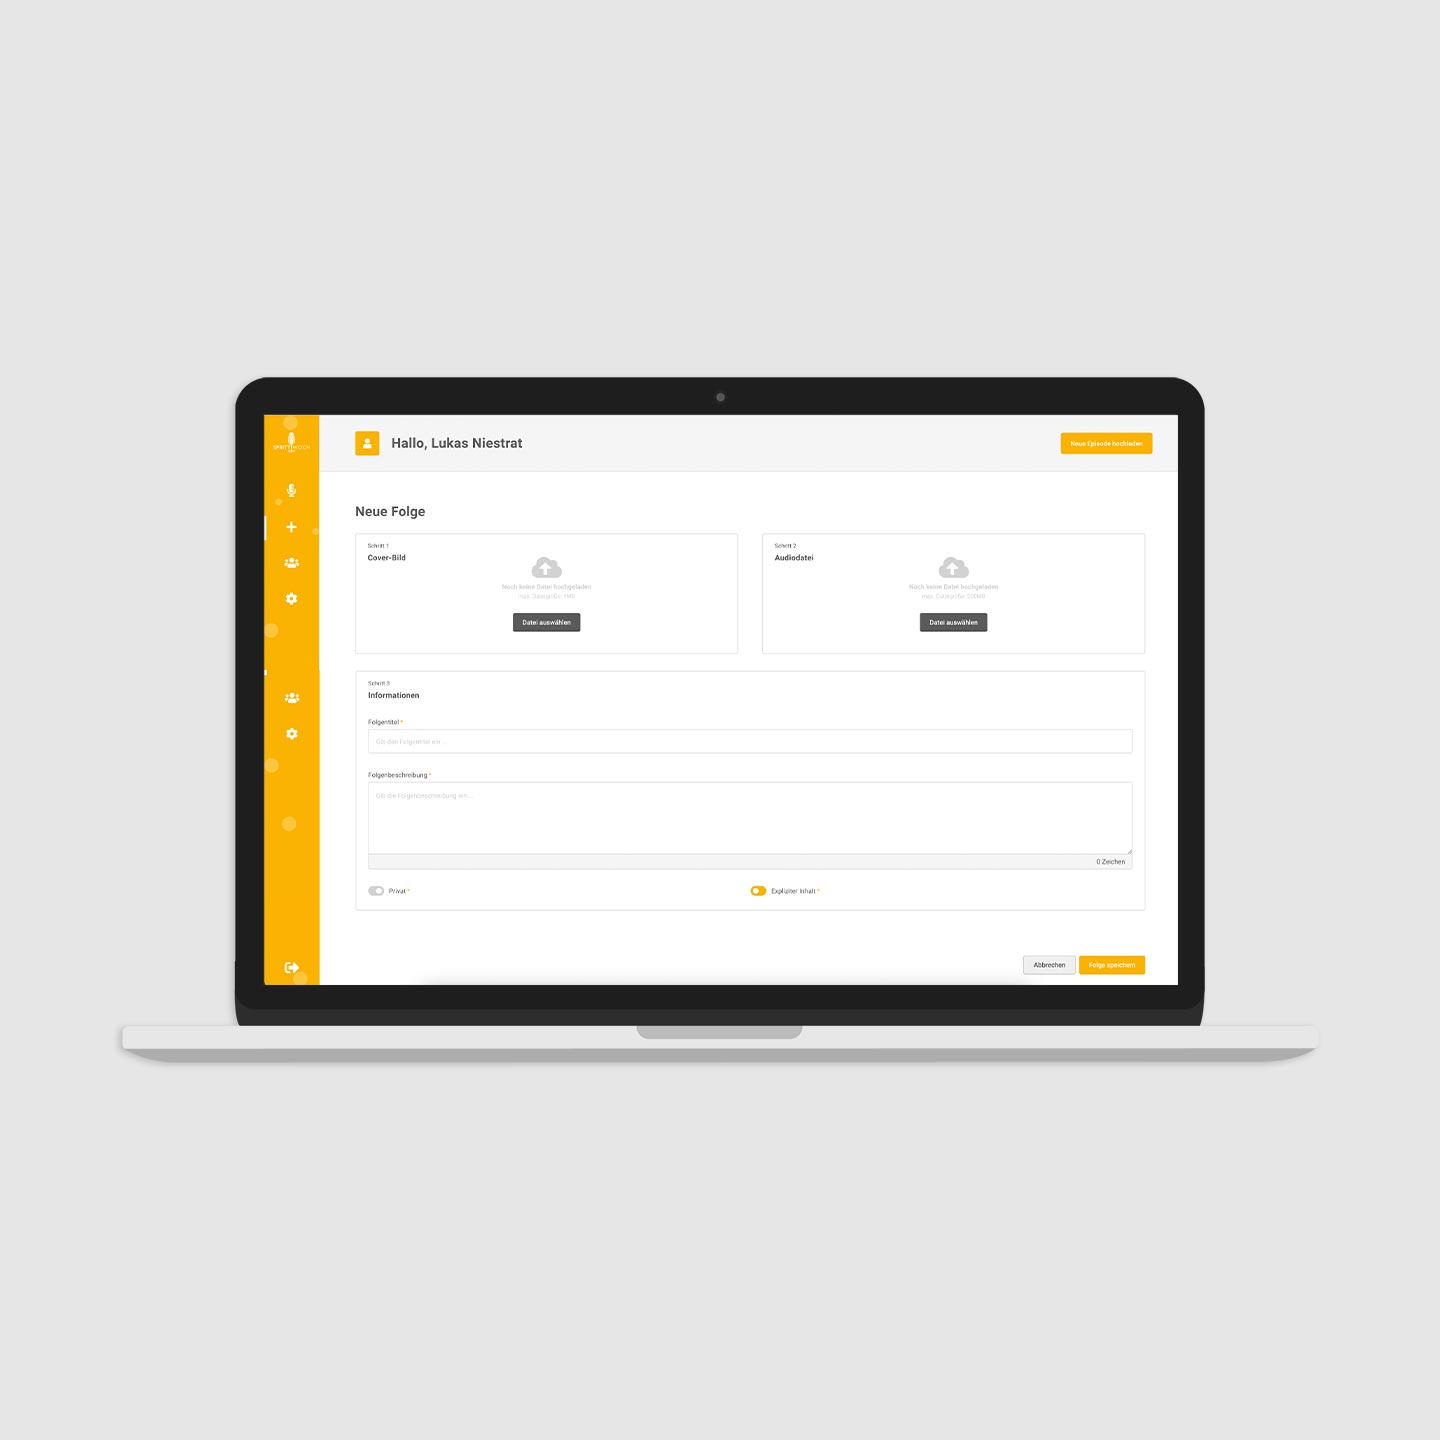 SPRITTWOCH
Hallo, Lukas Niestrat
Neue Episode hochladen
Neue Folge
Schritt 1
Cover-Bild
Noch keine Datei hochgeladen
max. Dateigröße: 1MB
Datei auswählen
Schritt 2
Audiodatei
Noch keine Datei hochgeladen
max. Dateigröße: 200MB
Datei auswählen
Schritt 3
Informationen
Folgentitel *
Gib den Folgentitel ein ...
Folgenbeschreibung *
Gib die Folgenbeschreibung ein ...
0 Zeichen
Privat *
Expliziter Inhalt *
Abbrechen
Folge speichern